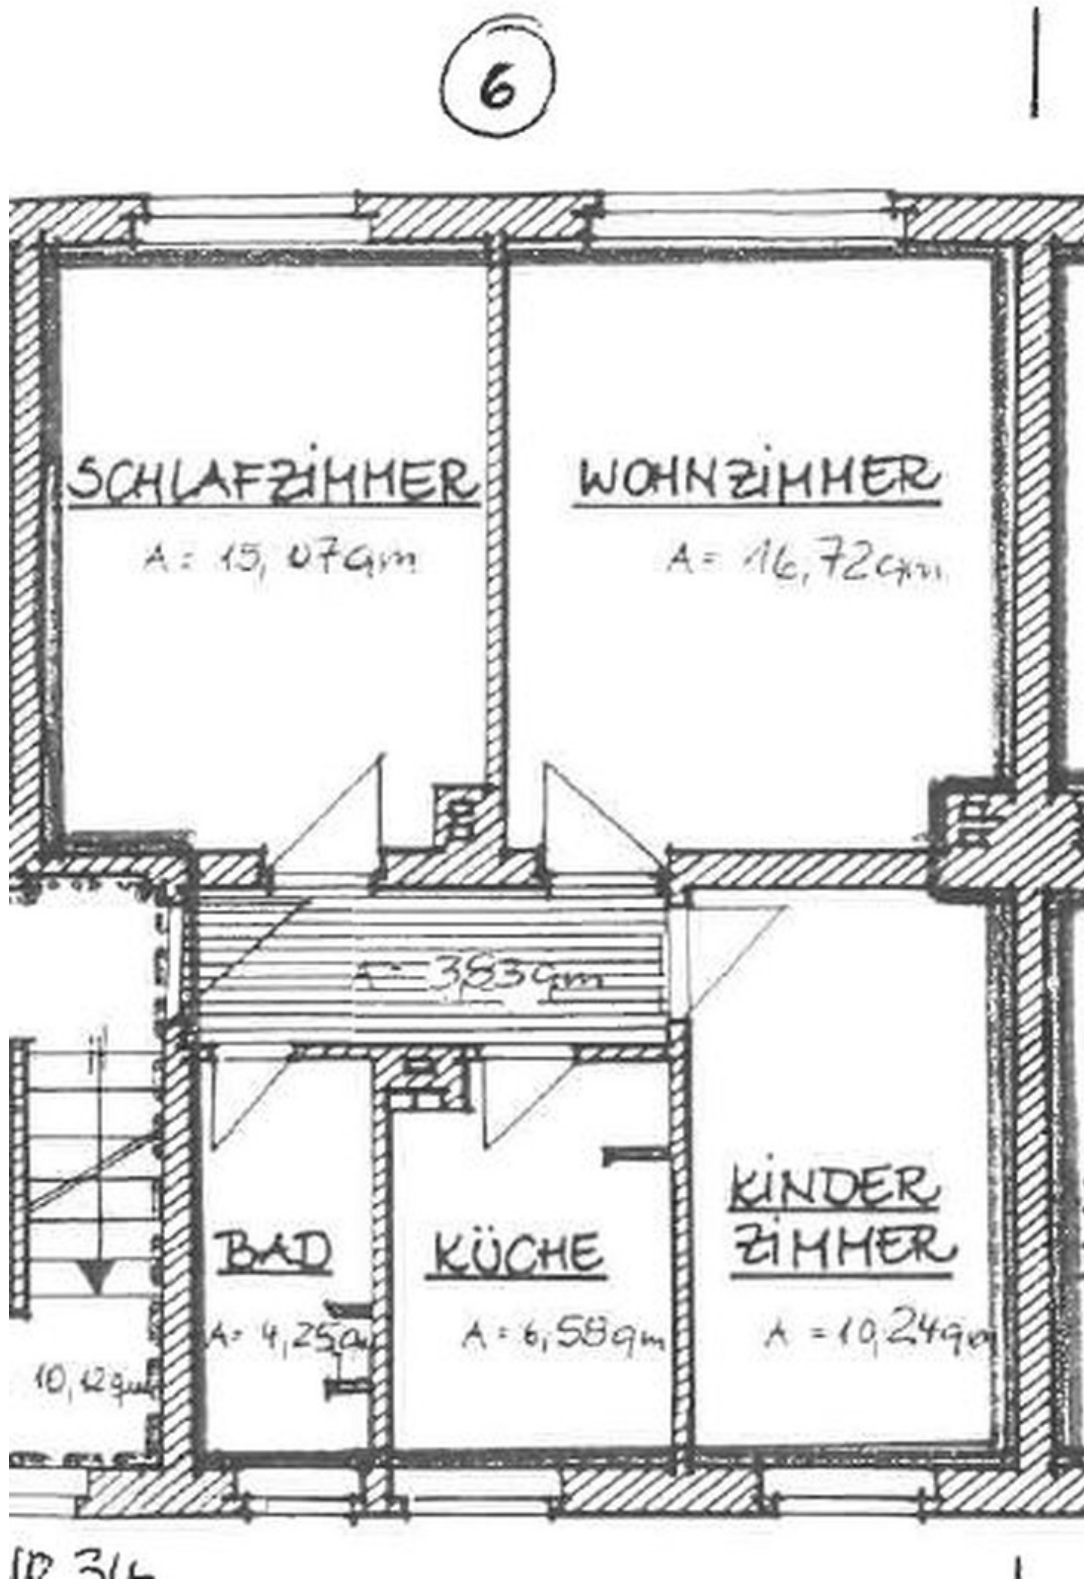 6
SCHLAFZiMMER
A = 15,07qm
WOHNZiMMER
A = 16,72qm
A = 3,83qm
KiNDER
ZiMMER
A = 10,24qm
BAD
A = 4,25qm
KÜCHE
A = 6,58qm
10,12qm